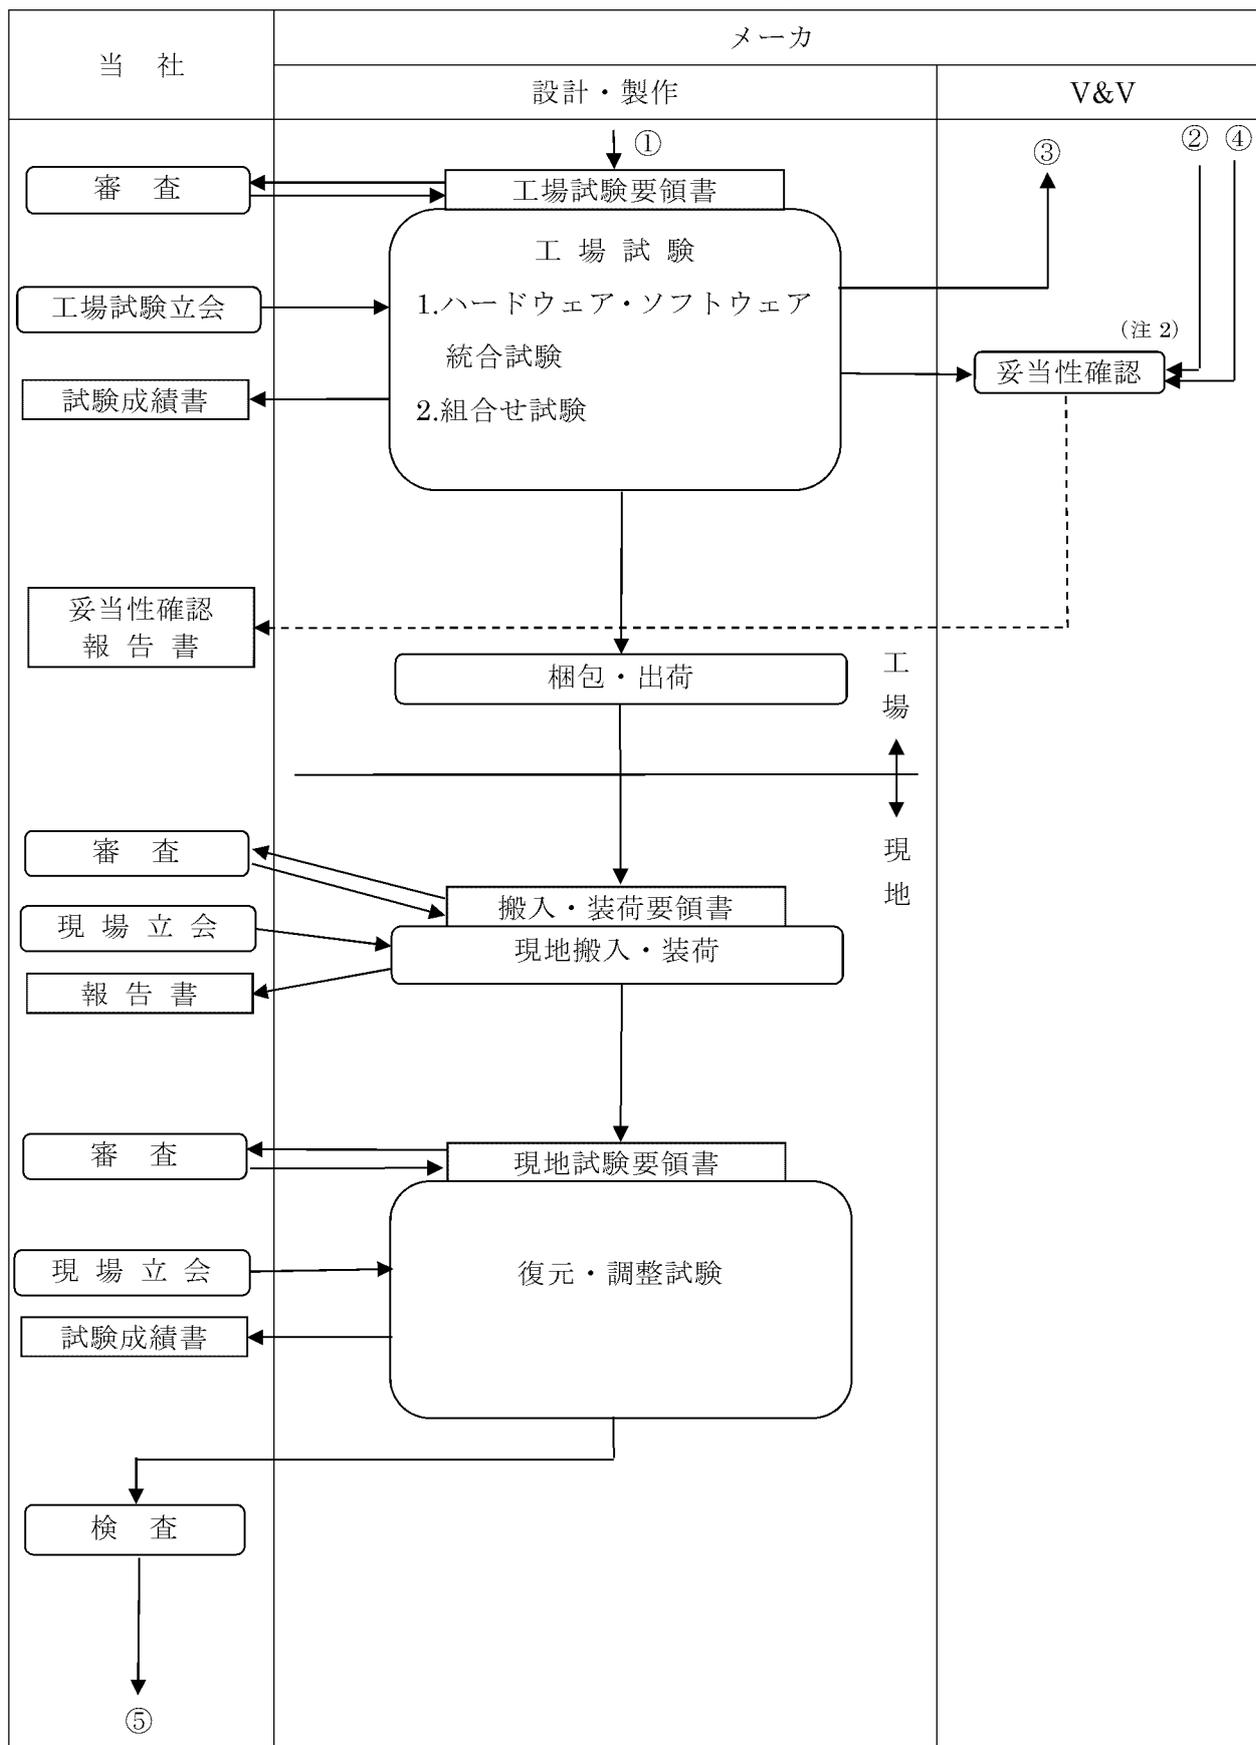 当 社
メーカ
設計・製作
V&V
①
②
④
③
審 査
工場試験要領書
工 場 試 験
工場試験立会
1.ハードウェア・ソフトウェア
統合試験
(注 2)
妥当性確認
試験成績書
2.組合せ試験
妥当性確認
報 告 書
梱包・出荷
工
場
現
地
審 査
搬入・装荷要領書
現 場 立 会
現地搬入・装荷
報 告 書
審 査
現地試験要領書
現 場 立 会
復元・調整試験
試験成績書
検 査
⑤